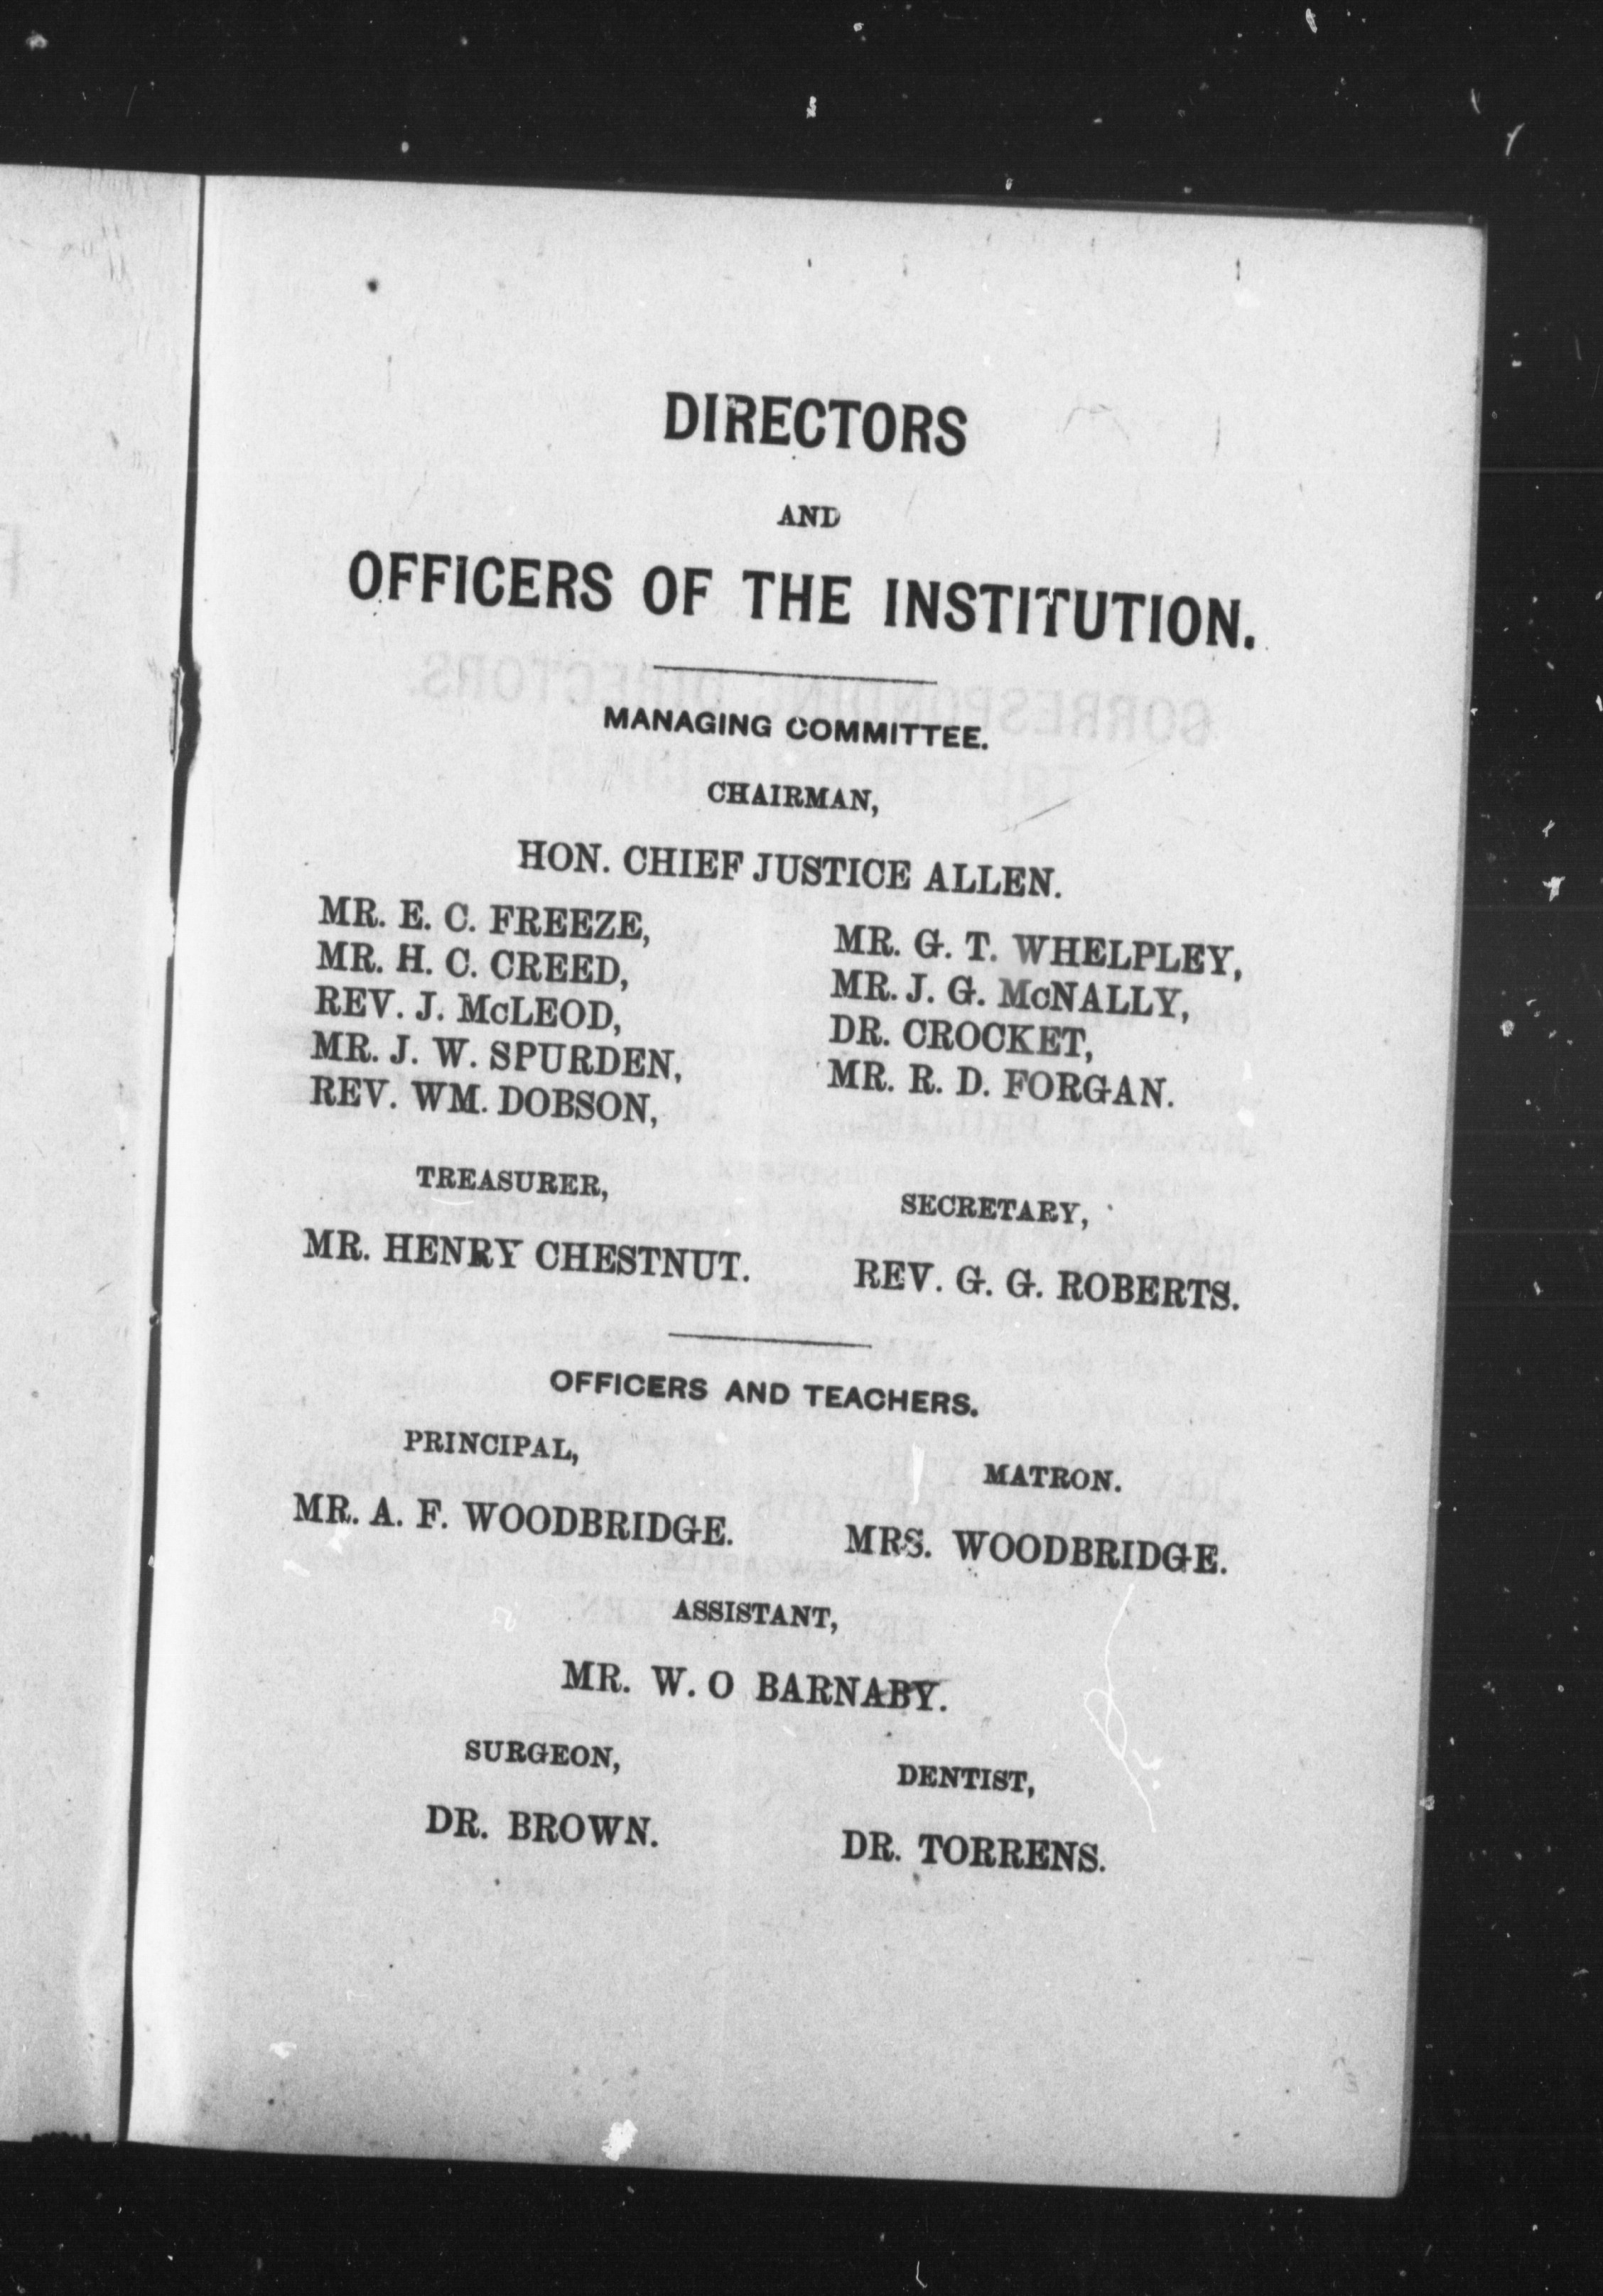 DIRECTORS
AND
OFFICERS OF THE INSTITUTION.
MANAGING COMMITTEE.
CHAIRMAN,
HON. CHIEF JUSTICE ALLEN.
MR. E. C. FREEZE,
MR. H. C. CREED,
REV. J. McLEOD,
MR. J. W. SPURDEN,
REV. WM. DOBSON,
MR. G. T. WHELPLEY,
MR. J. G. McNALLY,
DR. CROCKET,
MR. R. D. FORGAN.
TREASURER,
MR. HENRY CHESTNUT.
SECRETARY,
REV. G. G. ROBERTS.
OFFICERS AND TEACHERS.
PRINCIPAL,
MR. A. F. WOODBRIDGE.
MATRON.
MRS. WOODBRIDGE.
ASSISTANT,
MR. W. O BARNABY.
SURGEON,
DR. BROWN.
DENTIST,
DR. TORRENS.